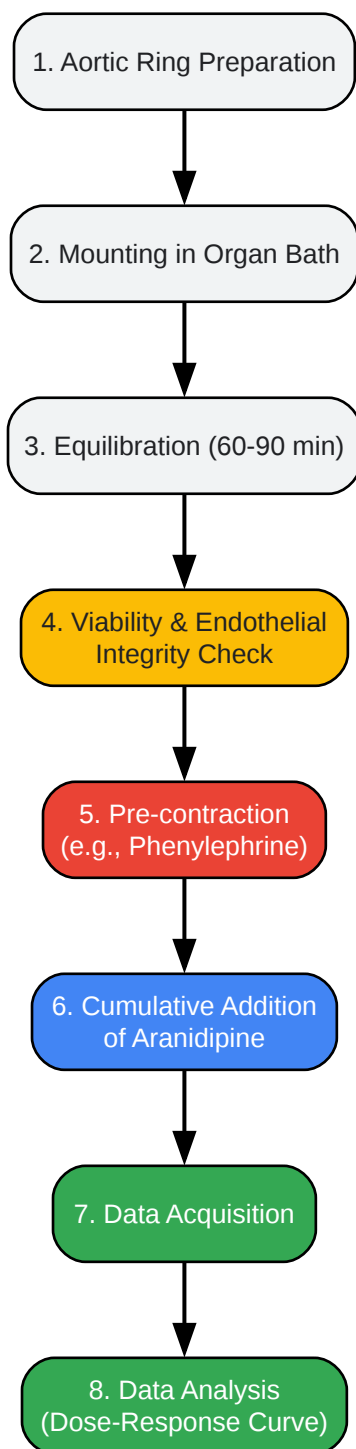 1. Aortic Ring Preparation
2. Mounting in Organ Bath
3. Equilibration (60-90 min)
4. Viability & Endothelial
Integrity Check
5. Pre-contraction
(e.g., Phenylephrine)
6. Cumulative Addition
of Aranidipine
7. Data Acquisition
8. Data Analysis
(Dose-Response Curve)